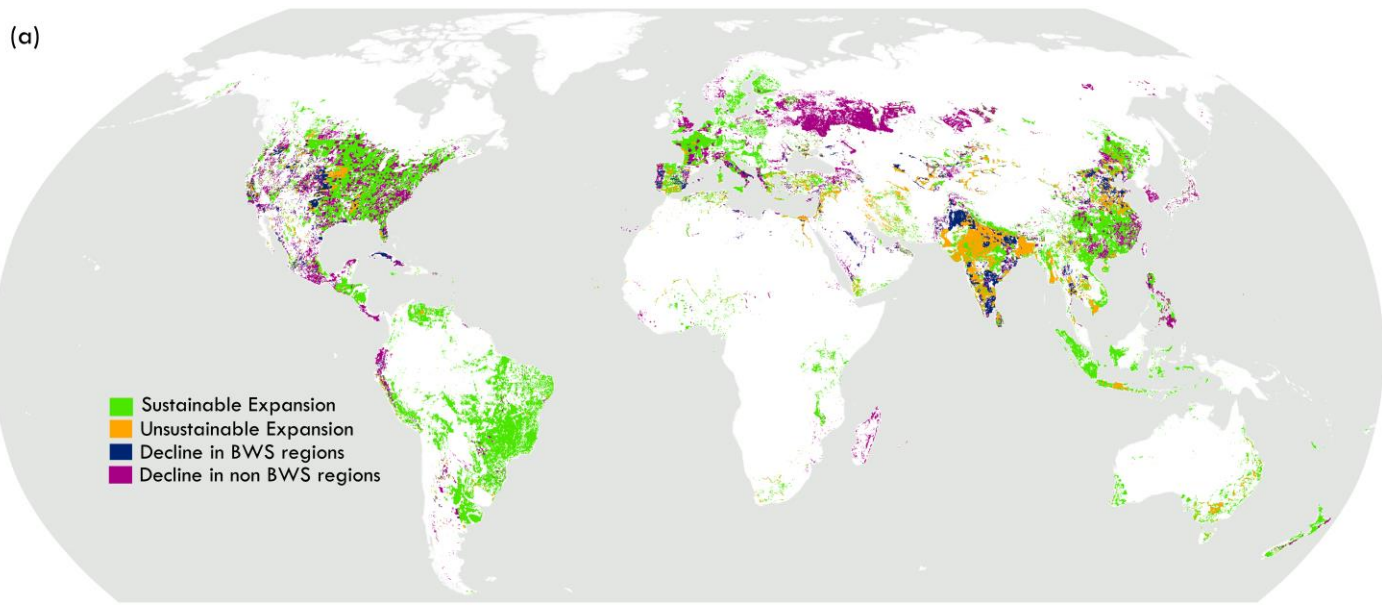 (a)
Sustainable Expansion
Unsustainable Expansion
Decline in BWS regions
Decline in non BWS regions